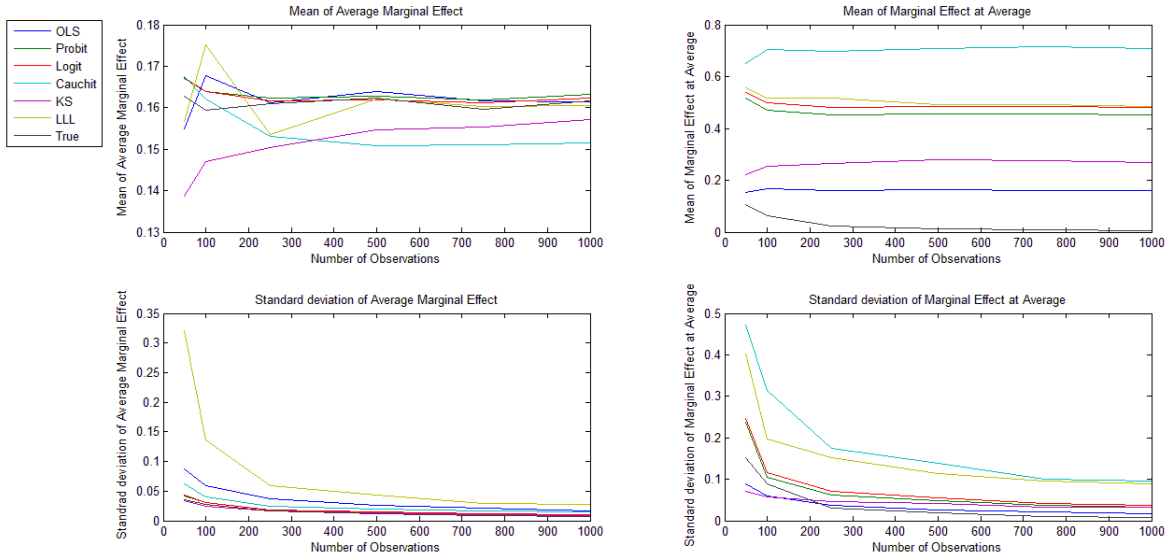 OLS
Probit
Logit
Cauchit
KS
LLL
True
Mean of Average Marginal Effect
Mean of Average Marginal Effect
0.18
0.17
0.16
0.15
0.14
0.13
0 100 200 300 400 500 600 700 800 900 1000
Number of Observations
Mean of Marginal Effect at Average
Mean of Marginal Effect at Average
0.8
0.6
0.4
0.2
0
0 100 200 300 400 500 600 700 800 900 1000
Number of Observations
Standard deviation of Average Marginal Effect
Standrad deviation of Average Marginal Effect
0.35
0.3
0.25
0.2
0.15
0.1
0.05
0
0 100 200 300 400 500 600 700 800 900 1000
Number of Observations
Standard deviation of Marginal Effect at Average
Standard deviation of Marginal Effect at Average
0.5
0.4
0.3
0.2
0.1
0
0 100 200 300 400 500 600 700 800 900 1000
Number of Observations